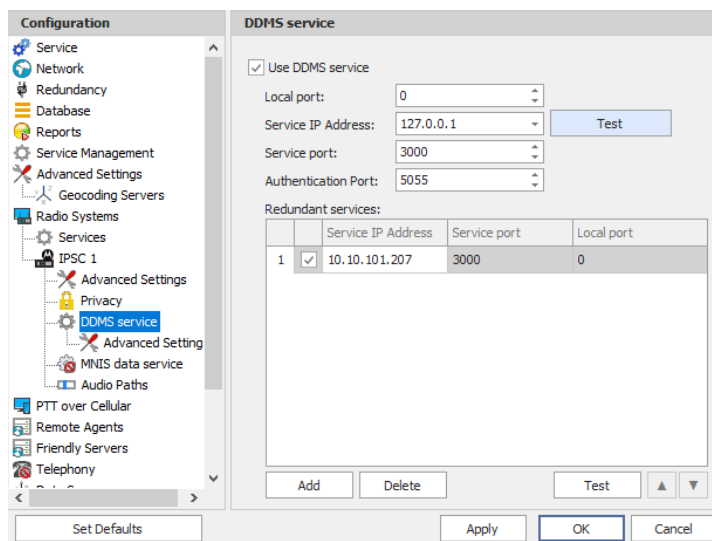 Configuration
Service
Network
Redundancy
Database
Reports
Service Management
Advanced Settings
Geocoding Servers
Radio Systems
Services
IPSC 1
Advanced Settings
Privacy
DDMS service
Advanced Setting
MNIS data service
Audio Paths
PTT over Cellular
Remote Agents
Friendly Servers
Telephony
Set Defaults
DDMS service
Use DDMS service
Local port: 0
Service IP Address: 127.0.0.1 Test
Service port: 3000
Authentication Port: 5055
Redundant services:
Service IP Address Service port Local port
1 10.10.101.207 3000 0
Add Delete Test
Apply OK Cancel